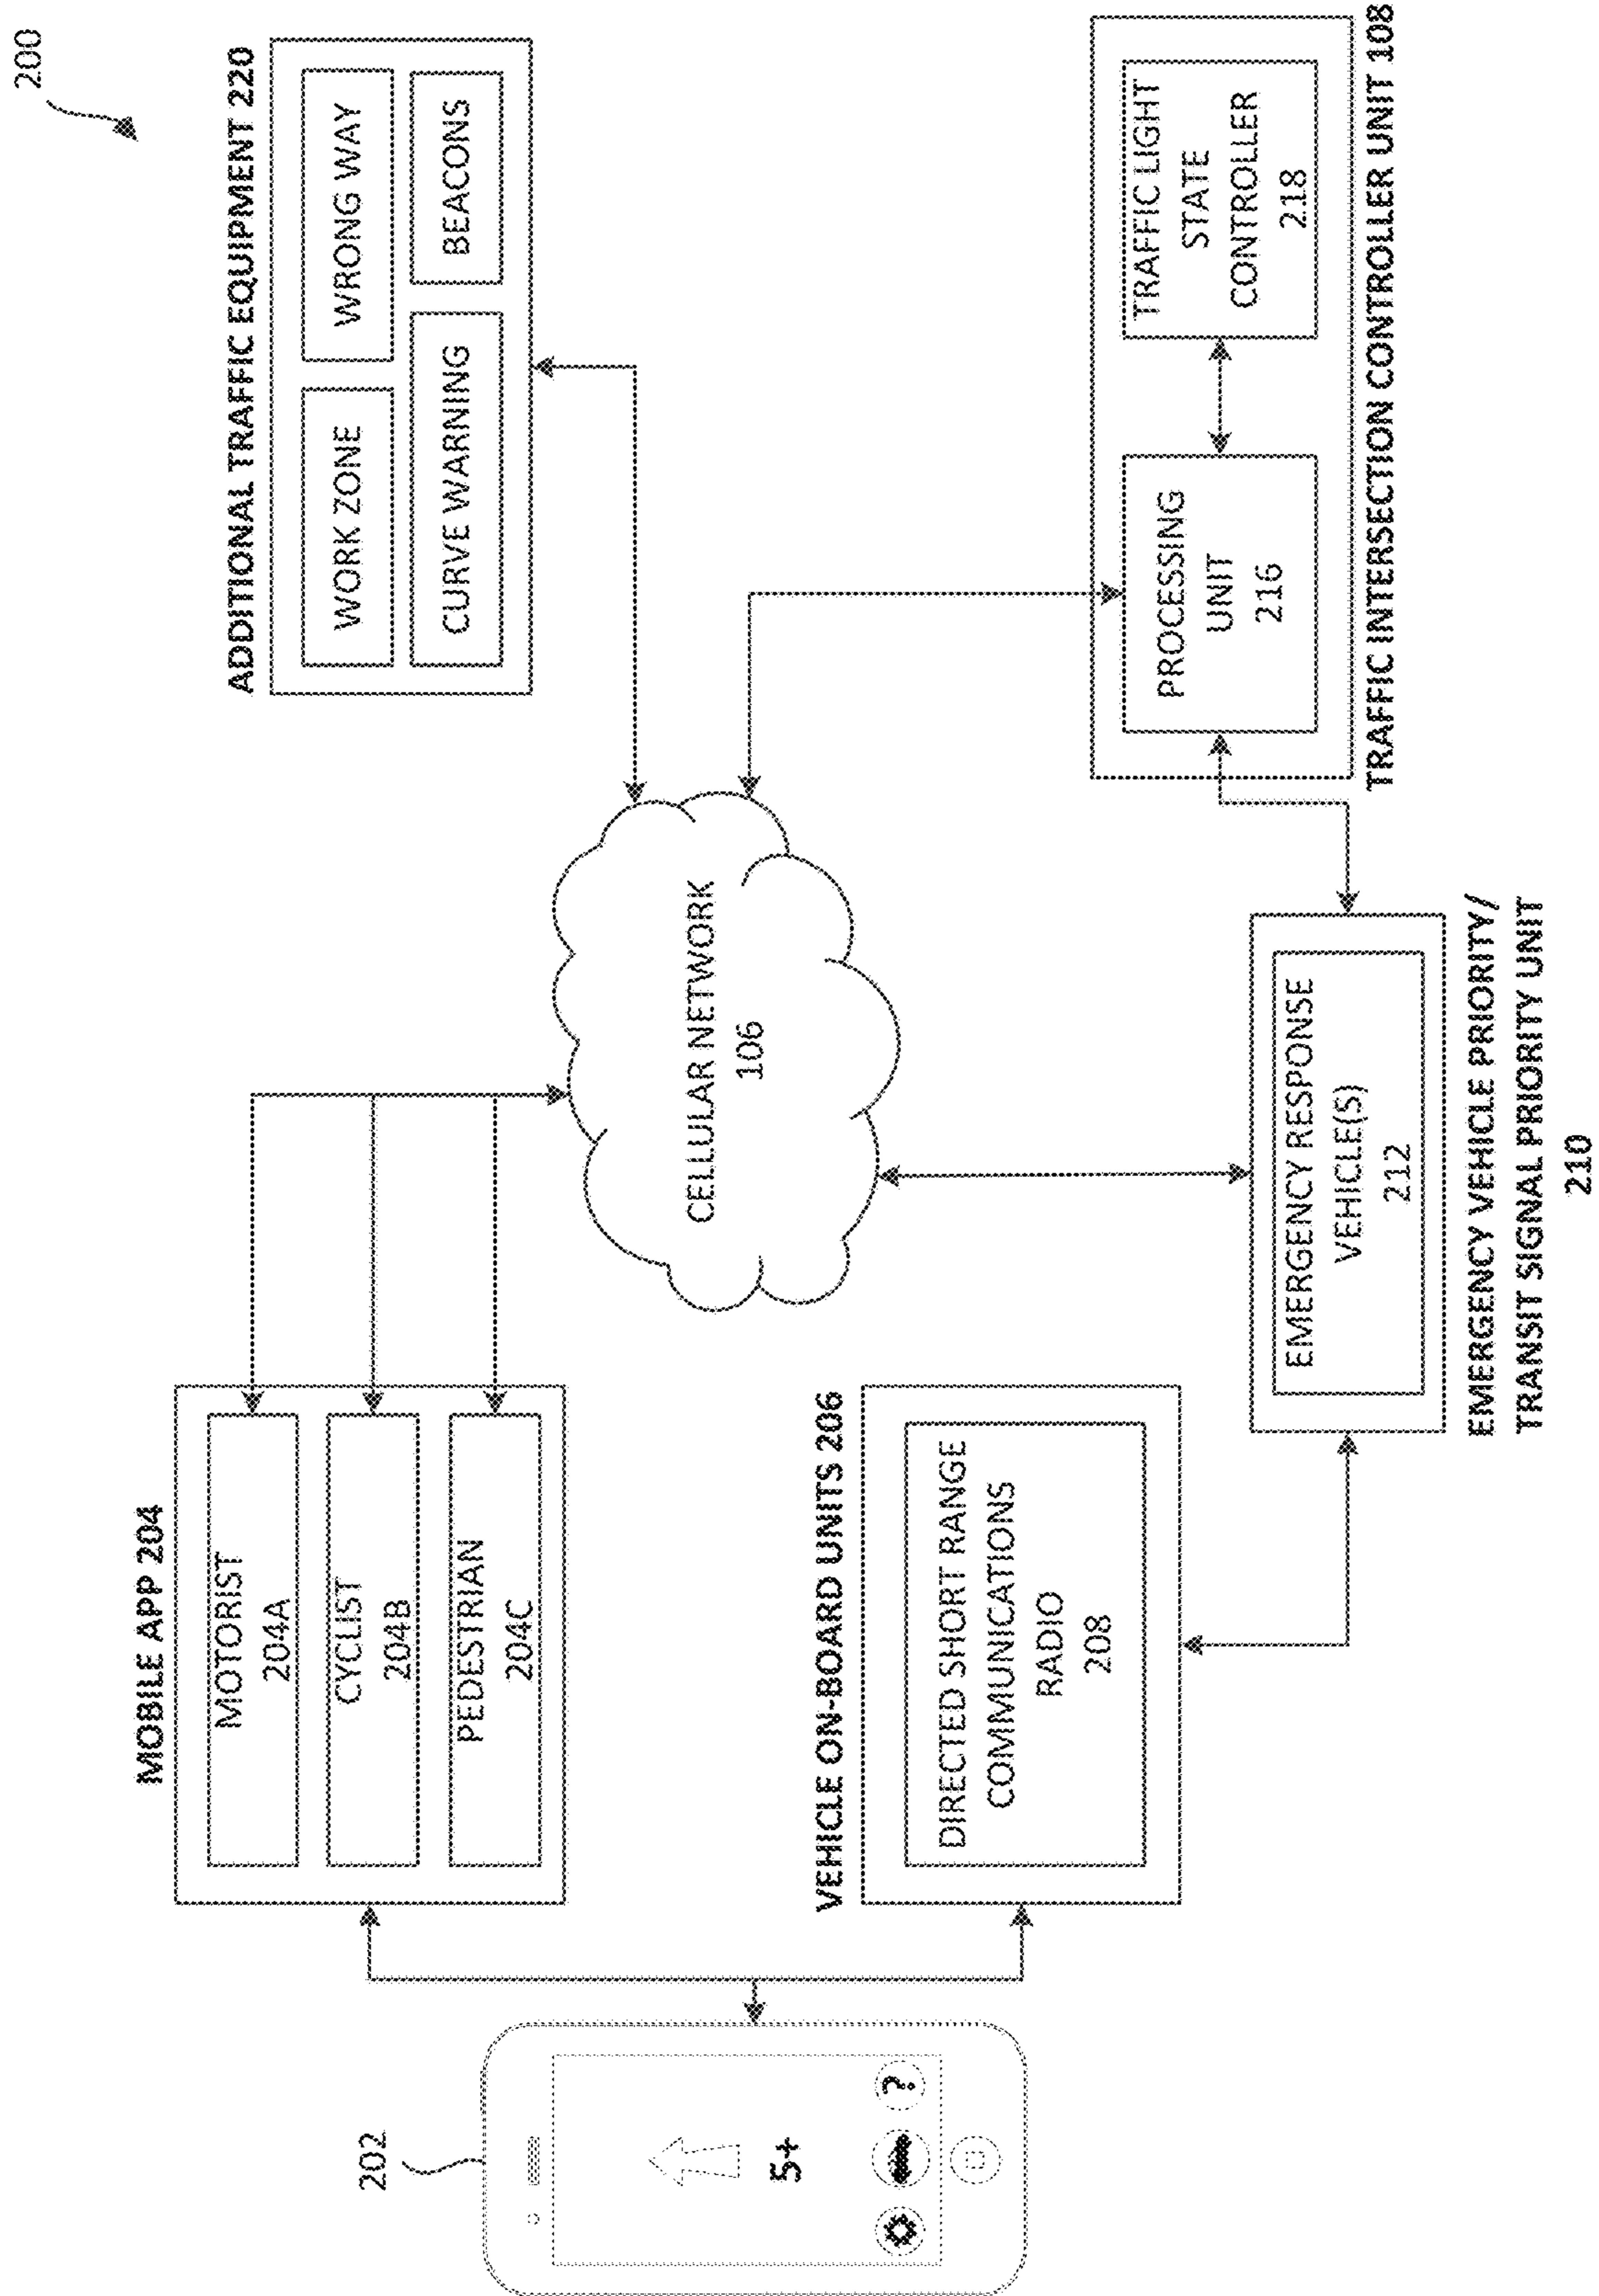 200
202
5+
?
MOBILE APP 204
MOTORIST
204A
CYCLIST
204B
PEDESTRIAN
204C
VEHICLE ON-BOARD UNITS 206
DIRECTED SHORT RANGE
COMMUNICATIONS
RADIO
208
CELLULAR NETWORK
106
EMERGENCY RESPONSE
VEHICLE(S)
212
EMERGENCY VEHICLE PRIORITY/
TRANSIT SIGNAL PRIORITY UNIT
210
ADDITIONAL TRAFFIC EQUIPMENT 220
WORK ZONE
WRONG WAY
CURVE WARNING
BEACONS
PROCESSING
UNIT
216
TRAFFIC LIGHT
STATE
CONTROLLER
218
TRAFFIC INTERSECTION CONTROLLER UNIT 108